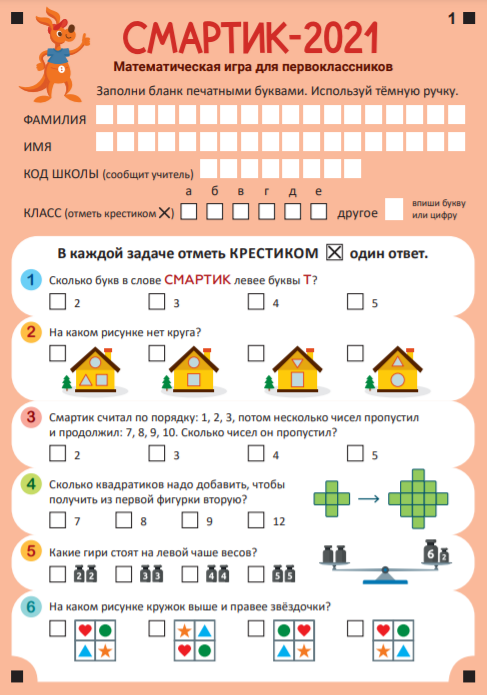 1
СМАРТИК-2021
Математическая игра для первоклассников
Заполни бланк печатными буквами. Используй тёмную ручку.
ФАМИЛИЯ
ИМЯ
КОД ШКОЛЫ (сообщит учитель)
а б в г д е
КЛАСС (отметь крестиком X) другое впиши букву
или цифру
В каждой задаче отметь КРЕСТИКОМ X один ответ.
1 Сколько букв в слове СМАРТИК левее буквы Т?
2 3 4 5
2 На каком рисунке нет круга?
3 Смартик считал по порядку: 1, 2, 3, потом несколько чисел пропустил
и продолжил: 7, 8, 9, 10. Сколько чисел он пропустил?
2 3 4 5
4 Сколько квадратиков надо добавить, чтобы
получить из первой фигурки вторую?
7 8 9 12
5 Какие гири стоят на левой чаше весов?
6 2
2 2 3 3 4 4 5 5
6 На каком рисунке кружок выше и правее звёздочки?